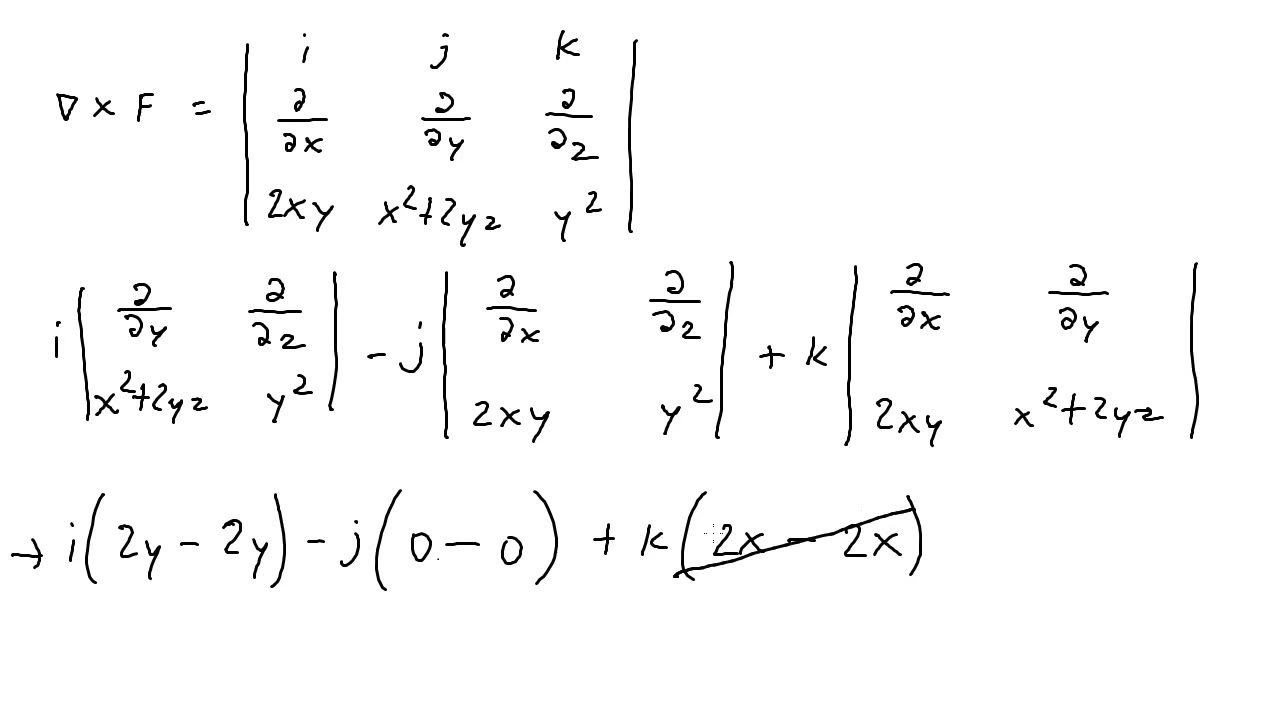 i j k
∇ × F = | ∂/∂x ∂/∂y ∂/∂z |
2xy x²+2yz y²
i | ∂/∂y ∂/∂z | - j | ∂/∂x ∂/∂z | + k | ∂/∂x ∂/∂y |
x²+2yz y² 2xy y² 2xy x²+2yz
→ i(2y - 2y) - j(0 - 0) + k(2x - 2x)